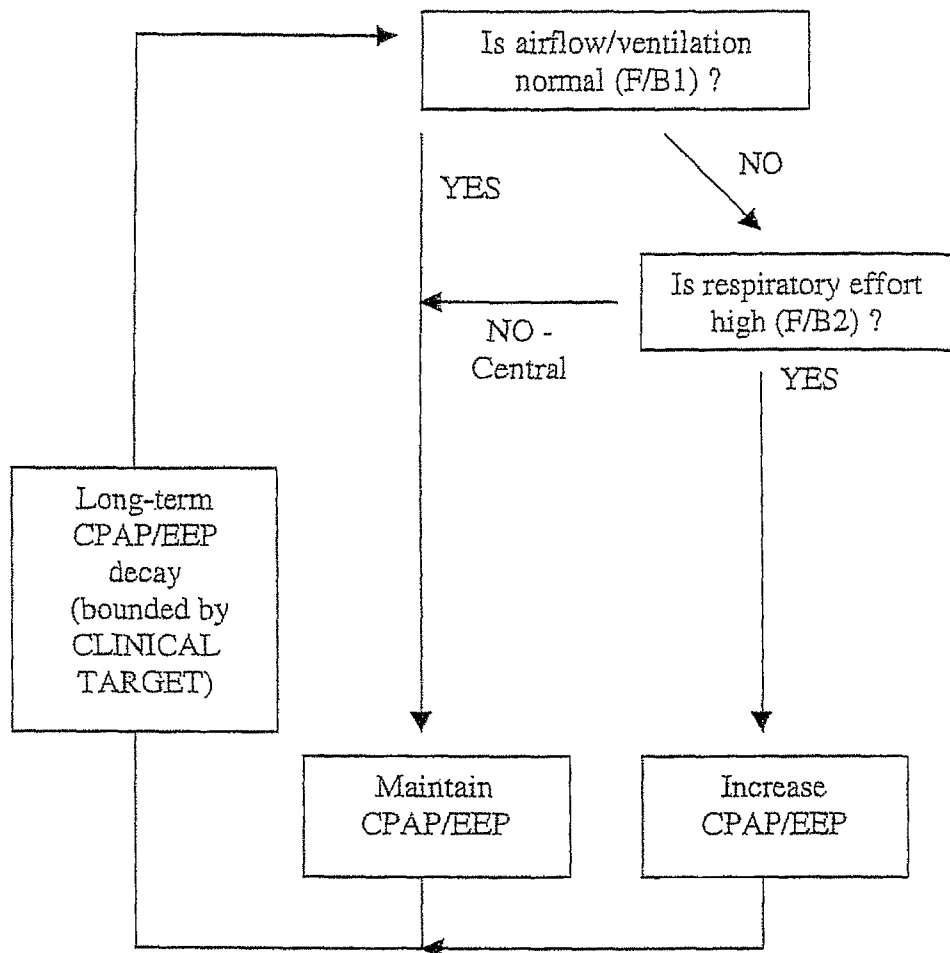 Is airflow/ventilation
normal (F/B1) ?
NO
YES
Is respiratory effort
high (F/B2) ?
NO -
Central
YES
Long-term
CPAP/EEP
decay
(bounded by
CLINICAL
TARGET)
Maintain
CPAP/EEP
Increase
CPAP/EEP